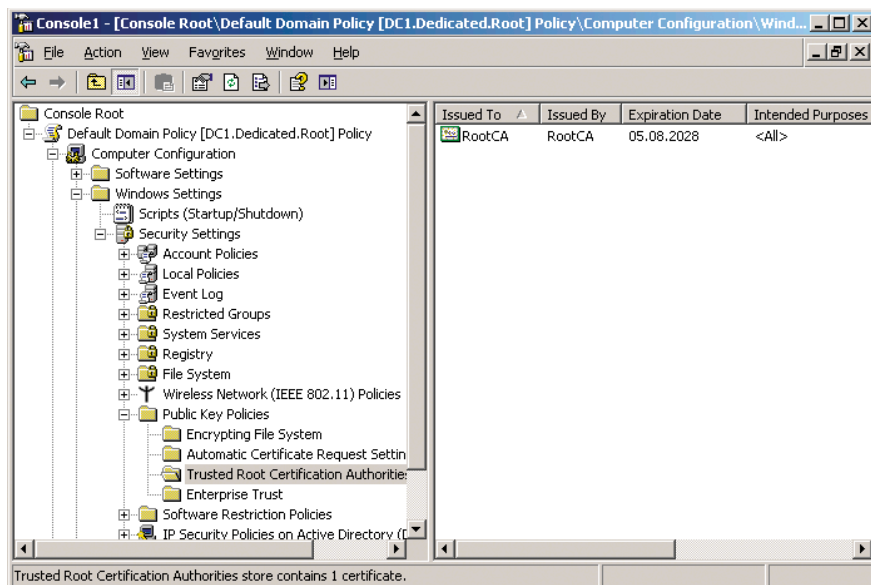 Console1 - [Console Root\Default Domain Policy [DC1.Dedicated.Root] Policy\Computer Configuration\Wind...
File Action View Favorites Window Help
Console Root
Default Domain Policy [DC1.Dedicated.Root] Policy
Computer Configuration
Software Settings
Windows Settings
Scripts (Startup/Shutdown)
Security Settings
Account Policies
Local Policies
Event Log
Restricted Groups
System Services
Registry
File System
Wireless Network (IEEE 802.11) Policies
Public Key Policies
Encrypting File System
Automatic Certificate Request Settin
Trusted Root Certification Authoritie
Enterprise Trust
Software Restriction Policies
IP Security Policies on Active Directory (D
Issued To Issued By Expiration Date Intended Purposes
RootCA RootCA 05.08.2028 <All>
Trusted Root Certification Authorities store contains 1 certificate.